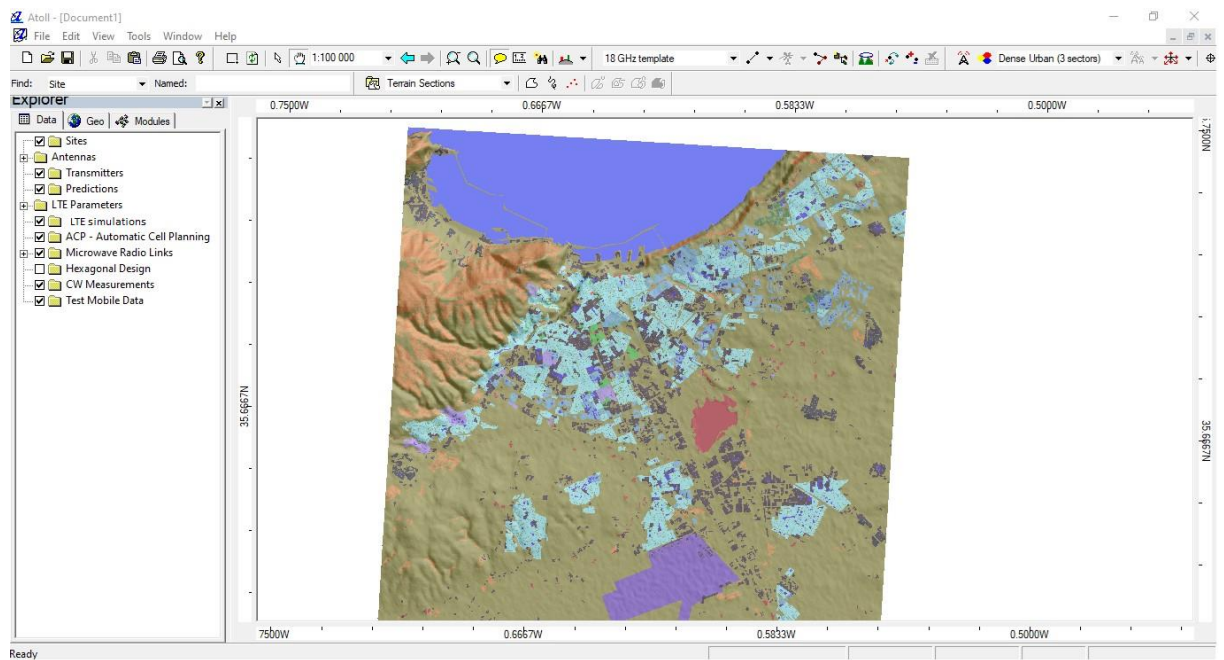 Atoll - [Document1]
File Edit View Tools Window Help
1:100 000 18 GHz template Dense Urban (3 sectors)
Find: Site Named: Terrain Sections
Explorer
Data Geo Modules
Sites
Antennas
Transmitters
Predictions
LTE Parameters
LTE simulations
ACP - Automatic Cell Planning
Microwave Radio Links
Hexagonal Design
CW Measurements
Test Mobile Data
0.7500W 0.6667W 0.5833W 0.5000W
.7500N
35.6667N
35.6667N
7500W 0.6667W 0.5833W 0.5000W
Ready